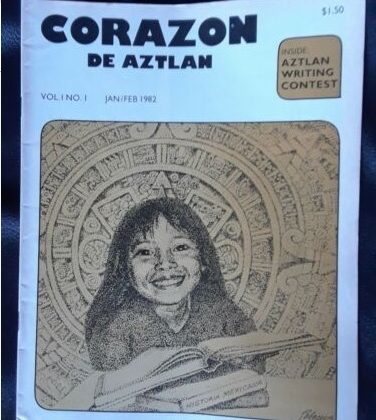 CORAZON
DE AZTLAN
$1.50
INSIDE:
AZTLAN
WRITING
CONTEST
VOL. I NO. I JAN/FEB 1982
HISTORIA MEXICANA